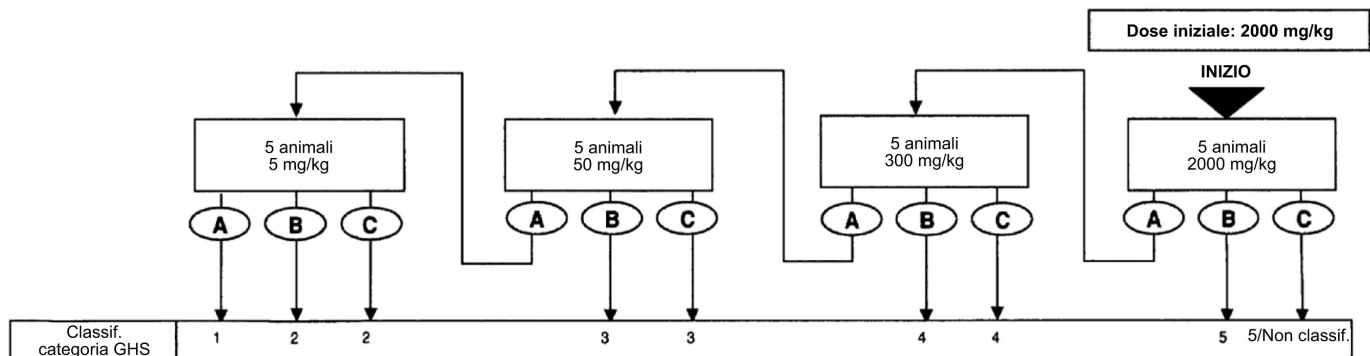 Dose iniziale: 2000 mg/kg
INIZIO
5 animali
5 mg/kg
5 animali
50 mg/kg
5 animali
300 mg/kg
5 animali
2000 mg/kg
A B C A B C A B C A B C
Classif.
categoria GHS
1 2 2 3 3 4 4 5 5/Non classif.